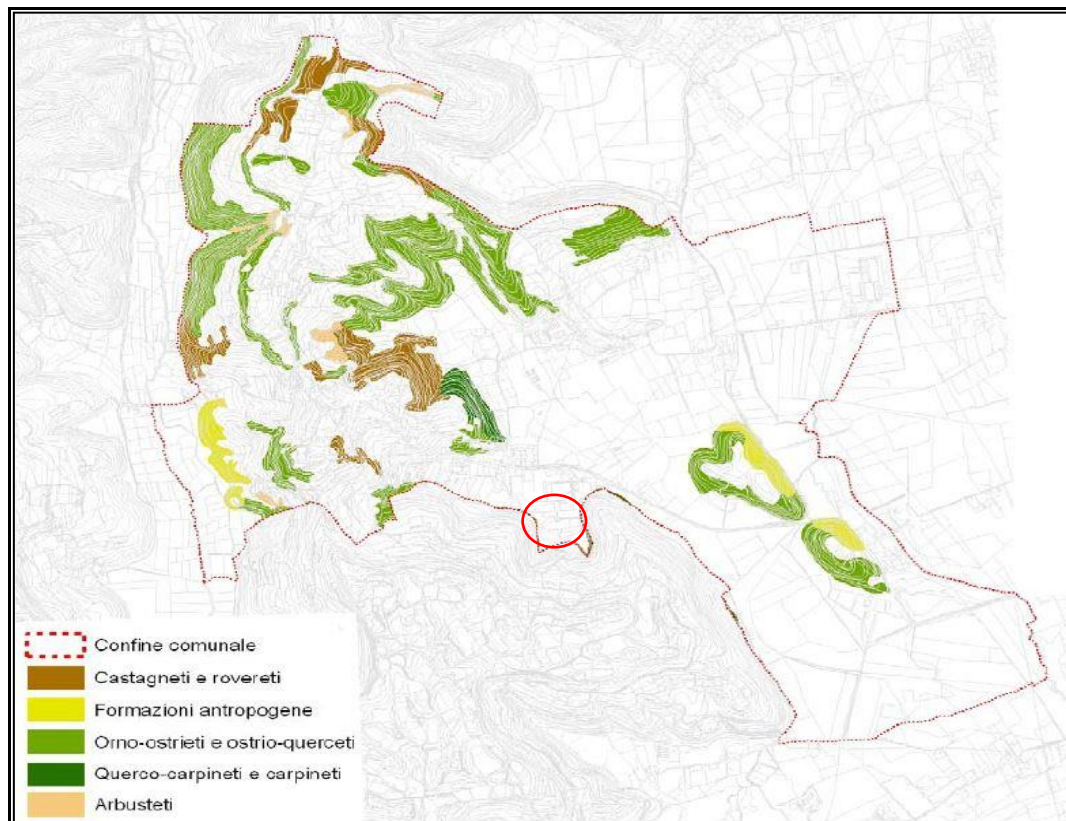 Confine comunale
Castagneti e rovereti
Formazioni antropogene
Orno-ostrieti e ostrio-querceti
Querco-carpineti e carpineti
Arbusteti